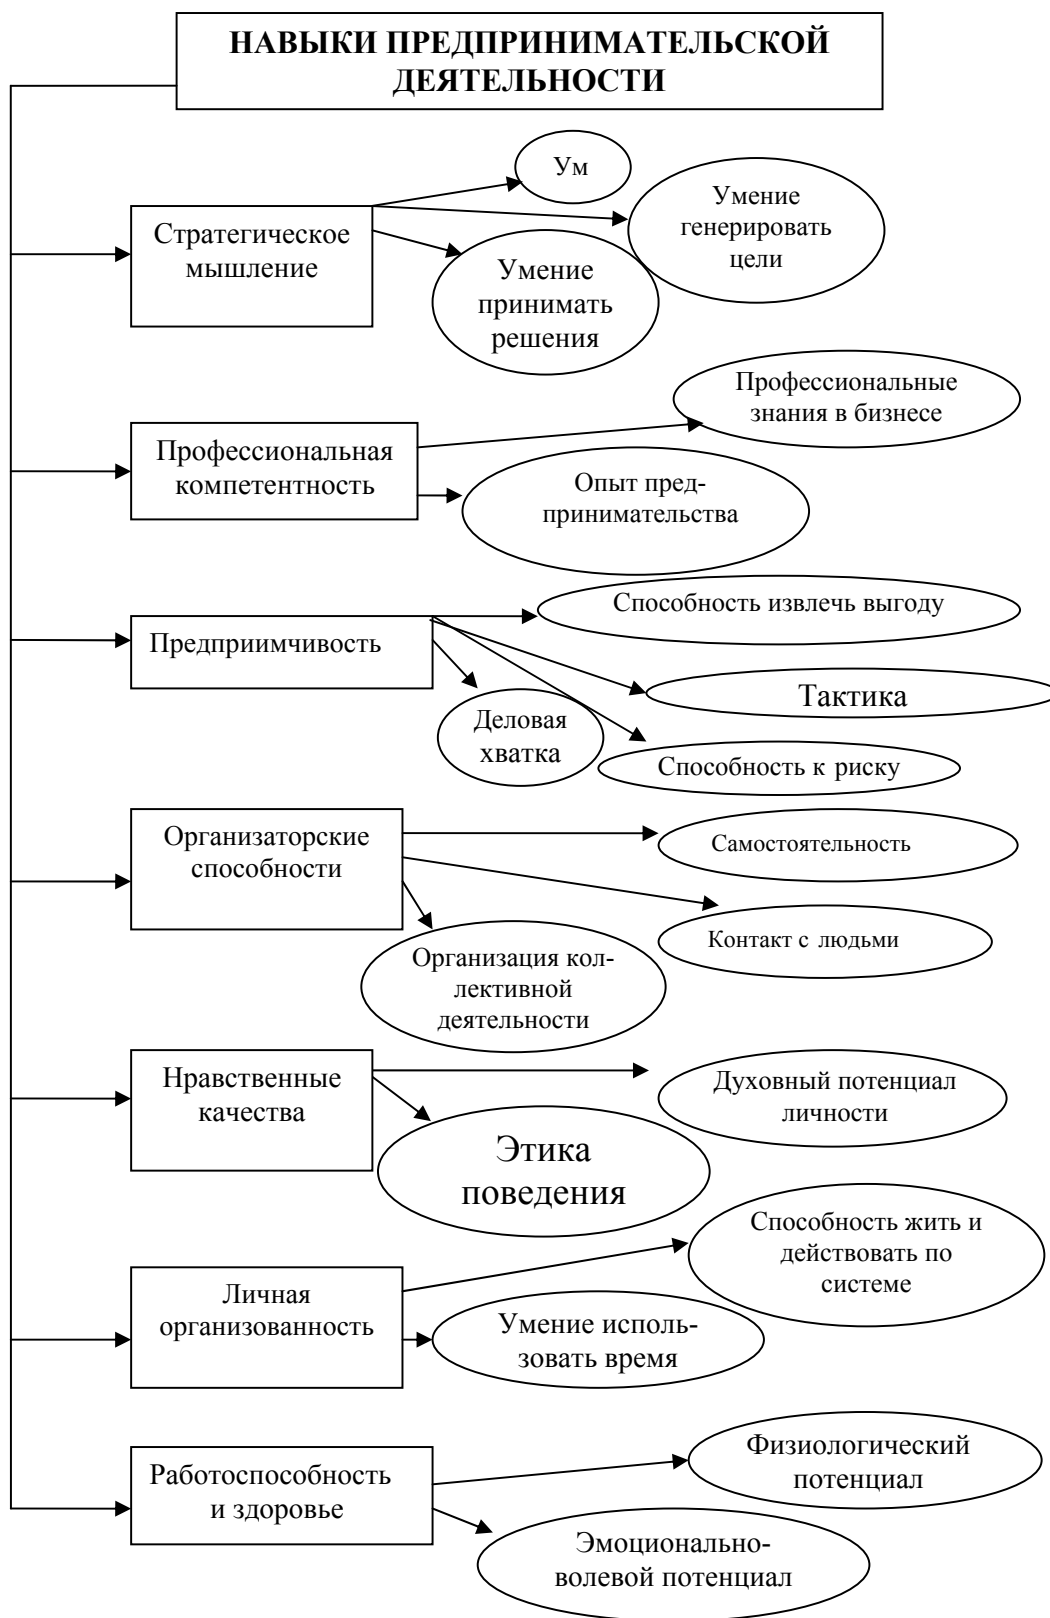 НАВЫКИ ПРЕДПРИНИМАТЕЛЬСКОЙ
ДЕЯТЕЛЬНОСТИ
Стратегическое
мышление
Ум
Умение
генерировать
цели
Умение
принимать
решения
Профессиональная
компетентность
Профессиональные
знания в бизнесе
Опыт пред-
принимательства
Предприимчивость
Способность извлечь выгоду
Тактика
Деловая
хватка
Способность к риску
Организаторские
способности
Самостоятельность
Контакт с людьми
Организация кол-
лективной
деятельности
Нравственные
качества
Духовный потенциал
личности
Этика
поведения
Личная
организованность
Способность жить и
действовать по
системе
Умение исполь-
зовать время
Работоспособность
и здоровье
Физиологический
потенциал
Эмоционально-
волевой потенциал